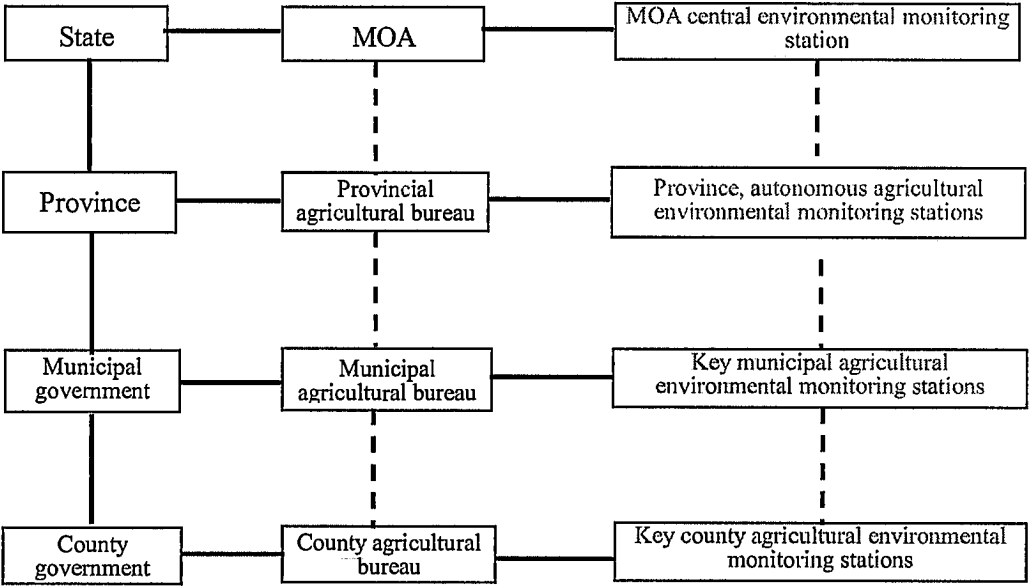 State
MOA
MOA central environmental monitoring
station
Province
Provincial
agricultural bureau
Province, autonomous agricultural
environmental monitoring stations
Municipal
government
Municipal
agricultural bureau
Key municipal agricultural
environmental monitoring stations
County
government
County agricultural
bureau
Key county agricultural environmental
monitoring stations